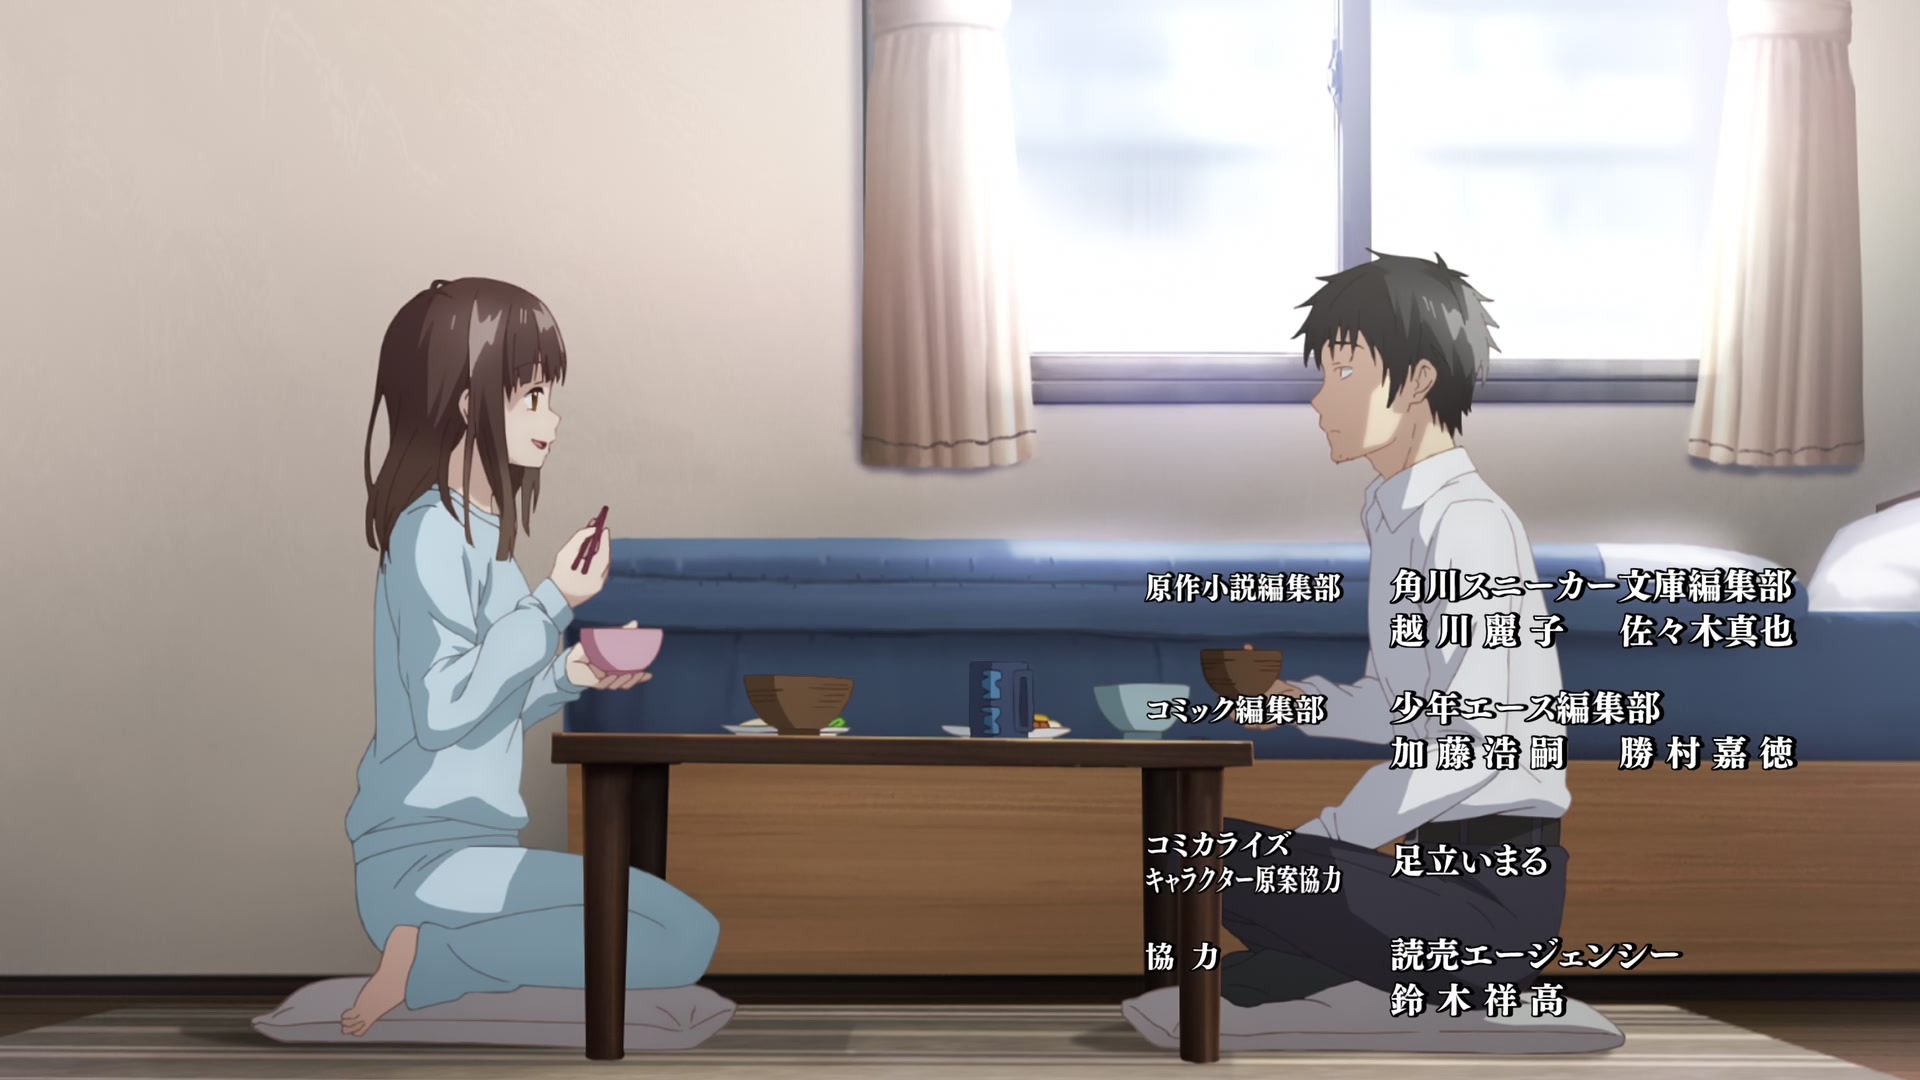 原作小説編集部 角川スニーカー文庫編集部
越川麗子 佐々木真也
コミック編集部 少年エース編集部
加藤浩嗣 勝村嘉徳
コミカライズ
キャラクター原案協力 足立いまる
協力 読売エージェンシー
鈴木祥高